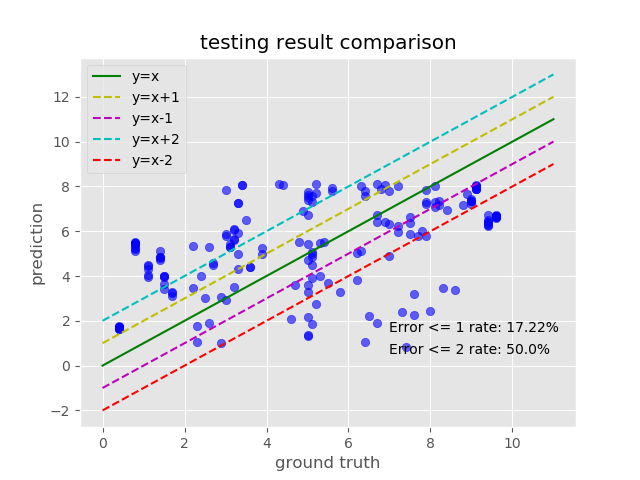 testing result comparison
y=x
y=x+1
y=x-1
y=x+2
y=x-2
12
10
8
6
4
2
0
−2
prediction
Error <= 1 rate: 17.22%
Error <= 2 rate: 50.0%
0 2 4 6 8 10
ground truth